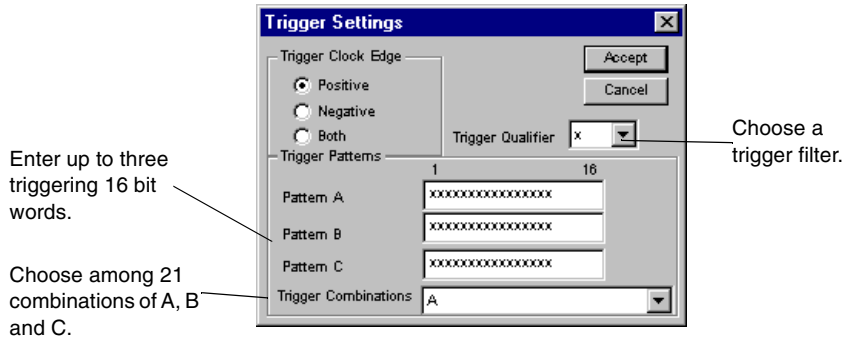 Trigger Settings
Trigger Clock Edge
Positive
Negative
Both
Accept
Cancel
Trigger Qualifier x
Choose a
trigger filter.
Enter up to three
triggering 16 bit
words.
Trigger Patterns
1 16
Pattern A xxxxxxxxxxxxxxxx
Pattern B xxxxxxxxxxxxxxxx
Pattern C xxxxxxxxxxxxxxxx
Choose among 21
combinations of A, B
and C.
Trigger Combinations A